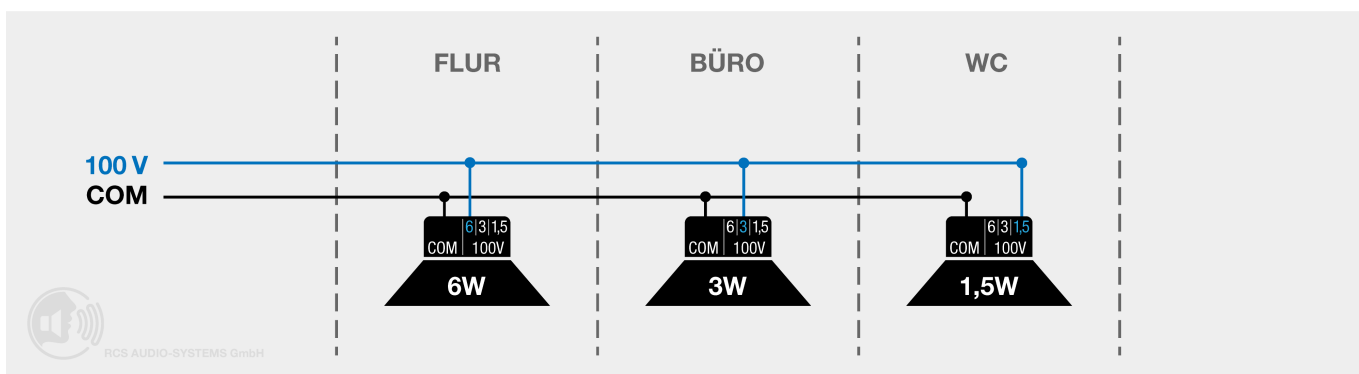 FLUR BÜRO WC
100 V
COM
6|3|1,5 6|3|1,5 6|3|1,5
COM 100V COM 100V COM 100V
6W 3W 1,5W
RCS AUDIO-SYSTEMS GmbH